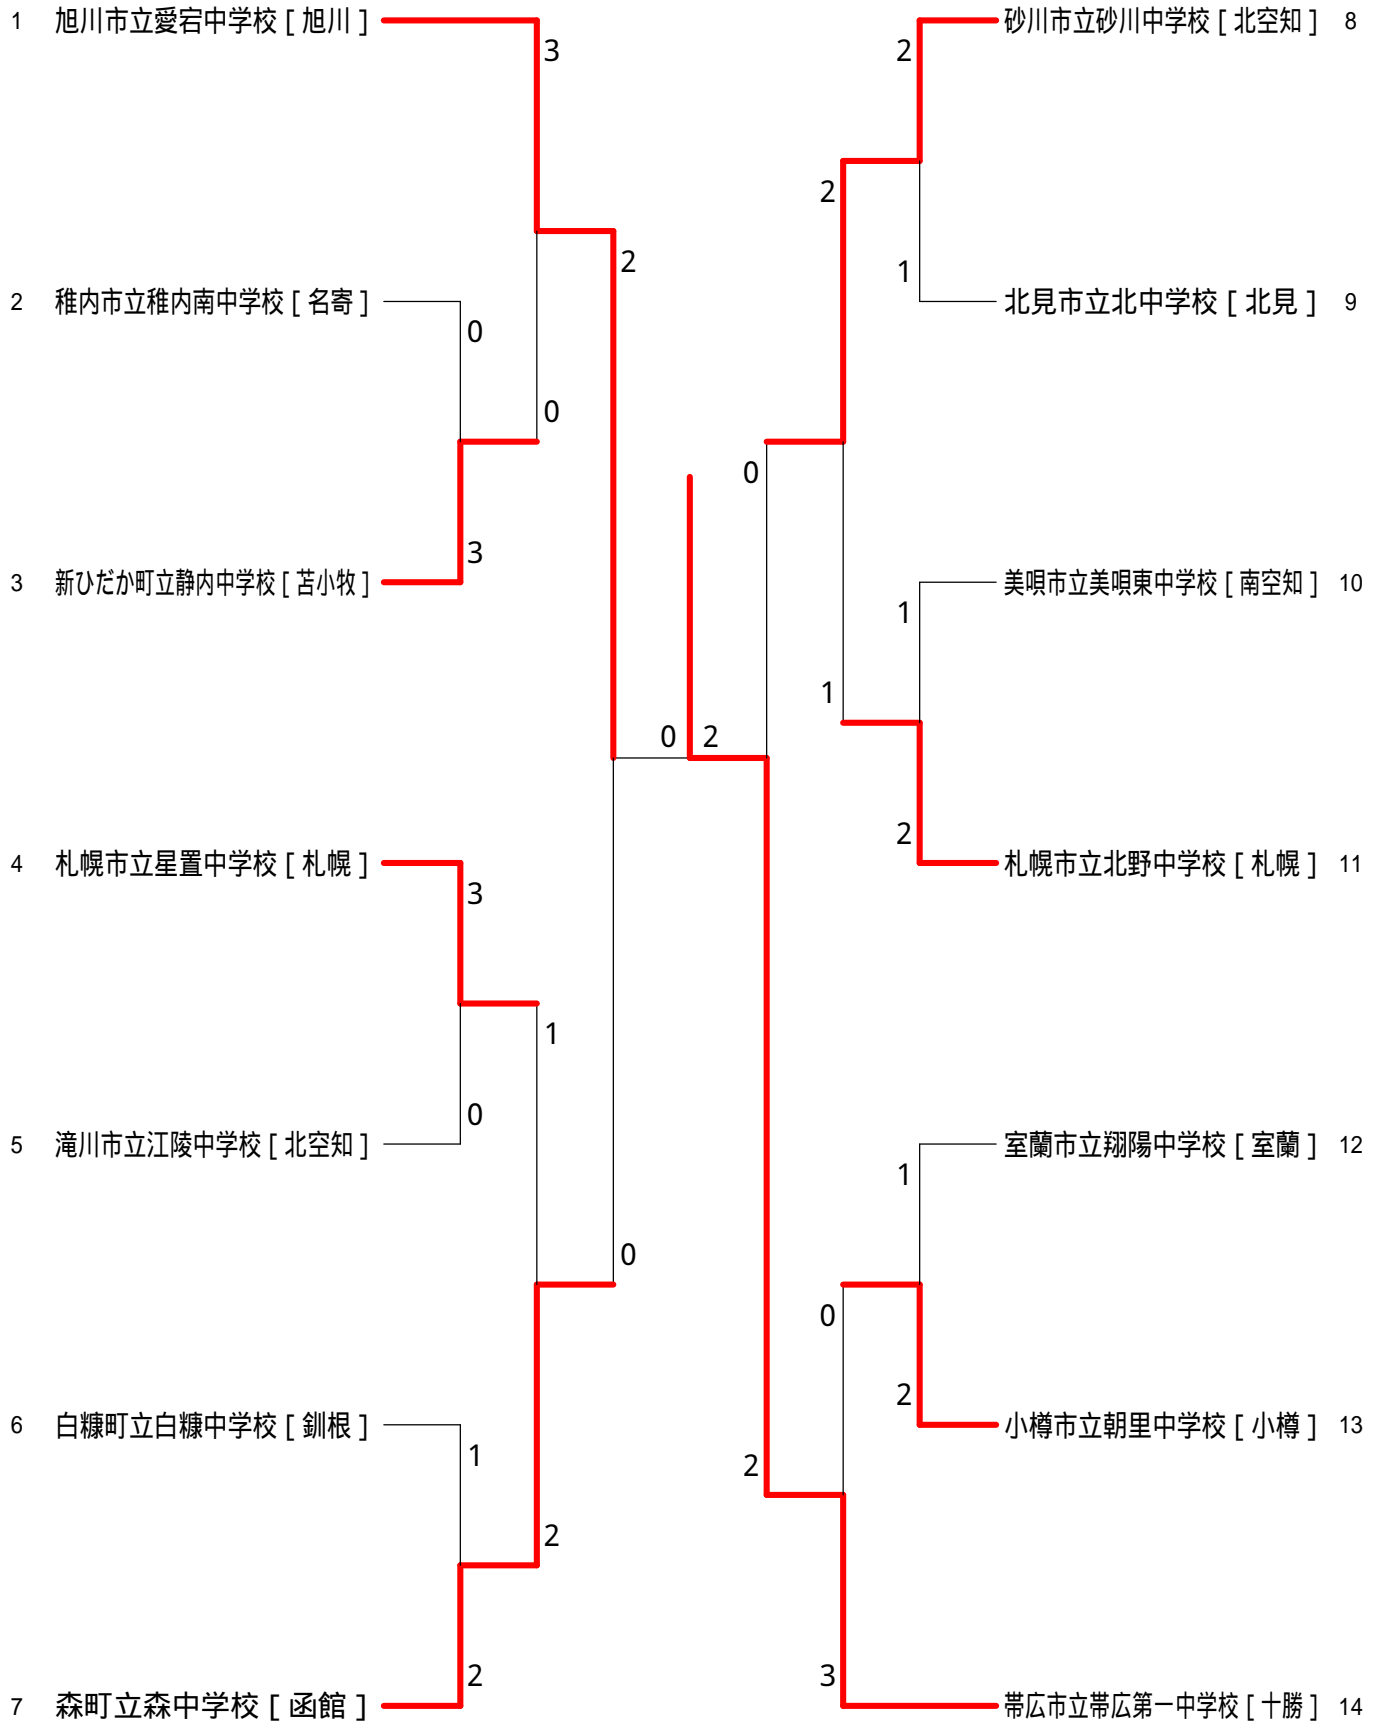 1 旭川市立愛宕中学校 [ 旭川 ]
3
2 稚内市立稚内南中学校 [ 名寄 ]
0
3 新ひだか町立静内中学校 [ 苫小牧 ]
3
0
2
4 札幌市立星置中学校 [ 札幌 ]
3
5 滝川市立江陵中学校 [ 北空知 ]
0
1
6 白糠町立白糠中学校 [ 釧根 ]
1
7 森町立森中学校 [ 函館 ]
2
2
0
0 2
砂川市立砂川中学校 [ 北空知 ] 8
2
北見市立北中学校 [ 北見 ] 9
1
2
美唄市立美唄東中学校 [ 南空知 ] 10
1
札幌市立北野中学校 [ 札幌 ] 11
2
1
0
室蘭市立翔陽中学校 [ 室蘭 ] 12
1
小樽市立朝里中学校 [ 小樽 ] 13
2
0
帯広市立帯広第一中学校 [ 十勝 ] 14
3
2